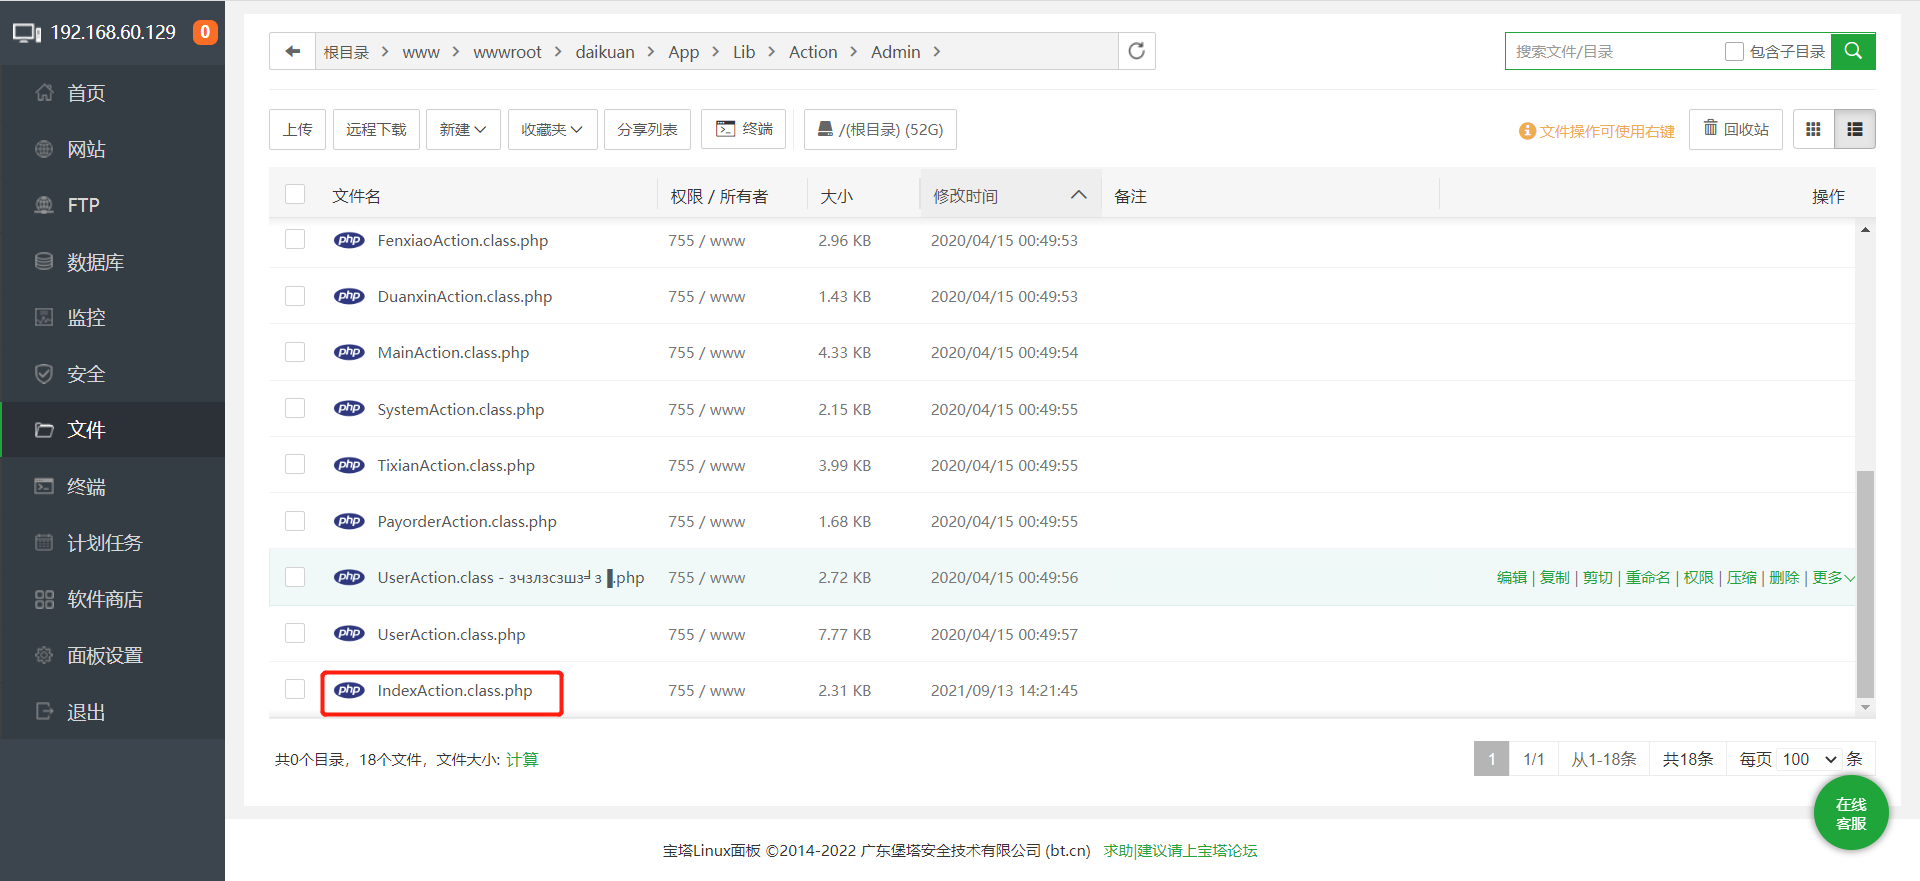 192.168.60.129 0
首页
网站
FTP
数据库
监控
安全
文件
终端
计划任务
软件商店
面板设置
退出
根目录 > www > wwwroot > daikuan > App > Lib > Action > Admin >
搜索文件/目录 包含子目录
上传 远程下载 新建 收藏夹 分享列表 终端 /(根目录) (52G)
文件操作可使用右键 回收站
文件名 权限 / 所有者 大小 修改时间 备注 操作
php FenxiaoAction.class.php 755 / www 2.96 KB 2020/04/15 00:49:53
php DuanxinAction.class.php 755 / www 1.43 KB 2020/04/15 00:49:53
php MainAction.class.php 755 / www 4.33 KB 2020/04/15 00:49:54
php SystemAction.class.php 755 / www 2.15 KB 2020/04/15 00:49:55
php TixianAction.class.php 755 / www 3.99 KB 2020/04/15 00:49:55
php PayorderAction.class.php 755 / www 1.68 KB 2020/04/15 00:49:55
php UserAction.class - зчзлзсзшз╛з▐.php 755 / www 2.72 KB 2020/04/15 00:49:56 编辑 | 复制 | 剪切 | 重命名 | 权限 | 压缩 | 删除 | 更多
php UserAction.class.php 755 / www 7.77 KB 2020/04/15 00:49:57
php IndexAction.class.php 755 / www 2.31 KB 2021/09/13 14:21:45
共0个目录，18个文件，文件大小: 计算
1 1/1 从1-18条 共18条 每页 100 条
在线
客服
宝塔Linux面板 ©2014-2022 广东堡塔安全技术有限公司 (bt.cn) 求助|建议请上宝塔论坛